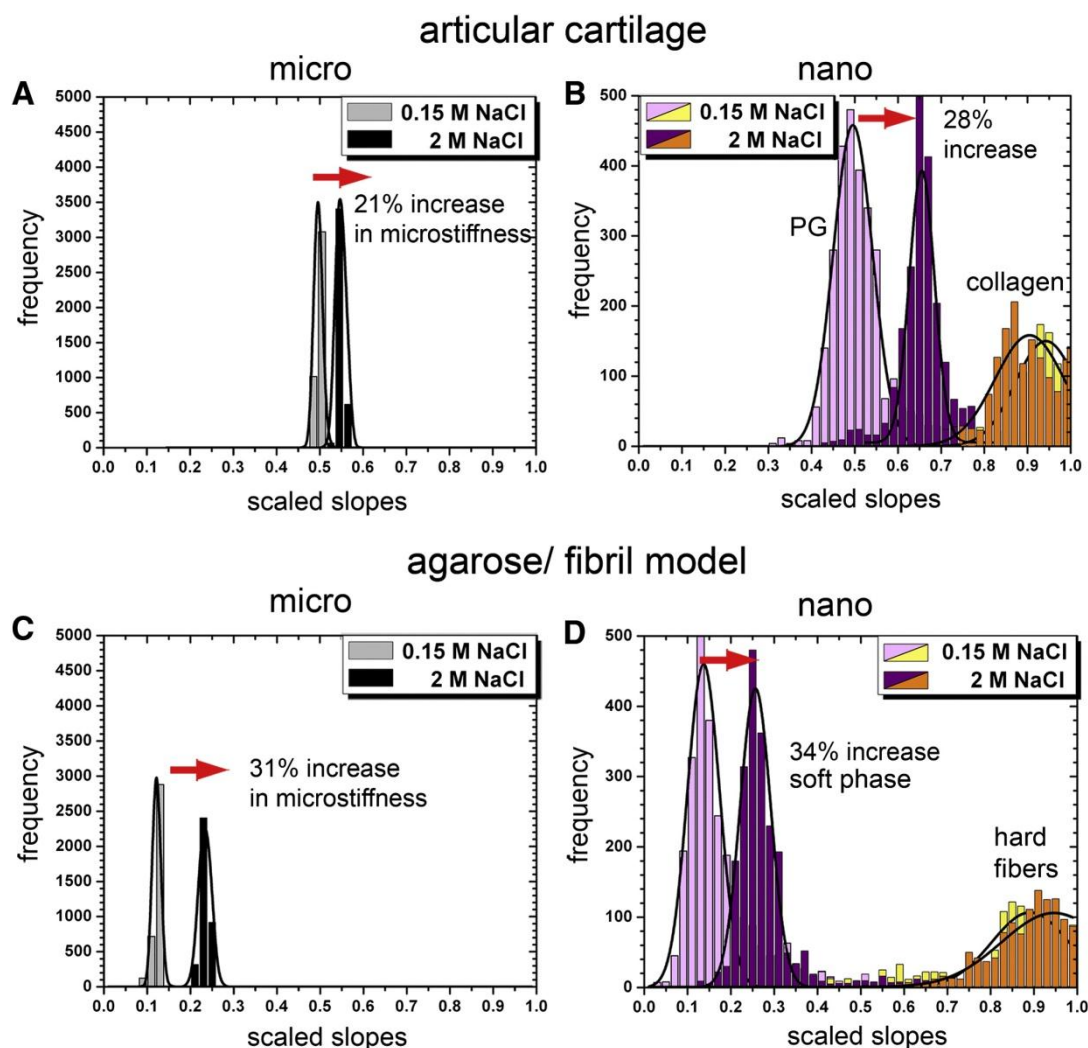 articular cartilage
micro
nano
A
5000
4500
4000
3500
3000
2500
2000
1500
1000
500
0
frequency
0.15 M NaCl
2 M NaCl
21% increase
in microstiffness
0.0 0.1 0.2 0.3 0.4 0.5 0.6 0.7 0.8 0.9 1.0
scaled slopes
B
500
400
300
200
100
0
frequency
0.15 M NaCl
2 M NaCl
28%
increase
PG
collagen
0.0 0.1 0.2 0.3 0.4 0.5 0.6 0.7 0.8 0.9 1.0
scaled slopes
agarose/ fibril model
micro
nano
C
5000
4500
4000
3500
3000
2500
2000
1500
1000
500
0
frequency
0.15 M NaCl
2 M NaCl
31% increase
in microstiffness
0.0 0.1 0.2 0.3 0.4 0.5 0.6 0.7 0.8 0.9 1.0
scaled slopes
D
500
400
300
200
100
0
frequency
0.15 M NaCl
2 M NaCl
34% increase
soft phase
hard
fibers
0.0 0.1 0.2 0.3 0.4 0.5 0.6 0.7 0.8 0.9 1.0
scaled slopes